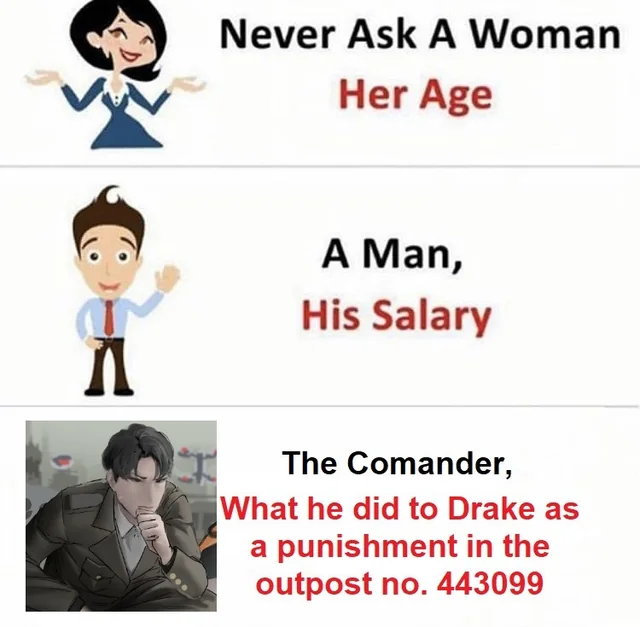 Never Ask A Woman
Her Age
A Man,
His Salary
The Comander,
What he did to Drake as
a punishment in the
outpost no. 443099